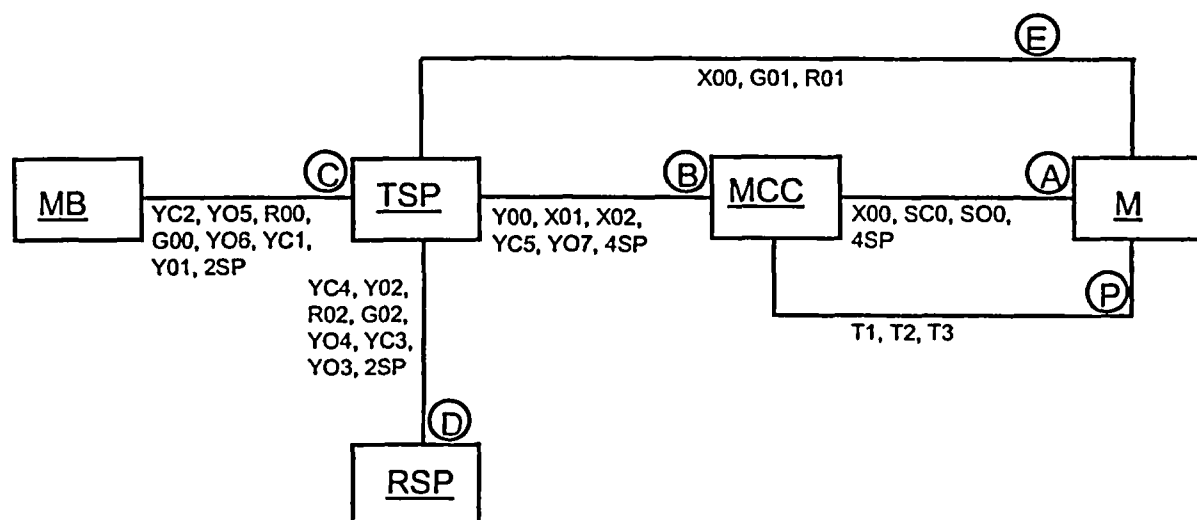 E
X00, G01, R01
MB
C
TSP
B
MCC
A
M
YC2, YO5, R00,
G00, YO6, YC1,
Y01, 2SP
Y00, X01, X02,
YC5, YO7, 4SP
X00, SC0, SO0,
4SP
YC4, Y02,
R02, G02,
YO4, YC3,
YO3, 2SP
P
T1, T2, T3
D
RSP